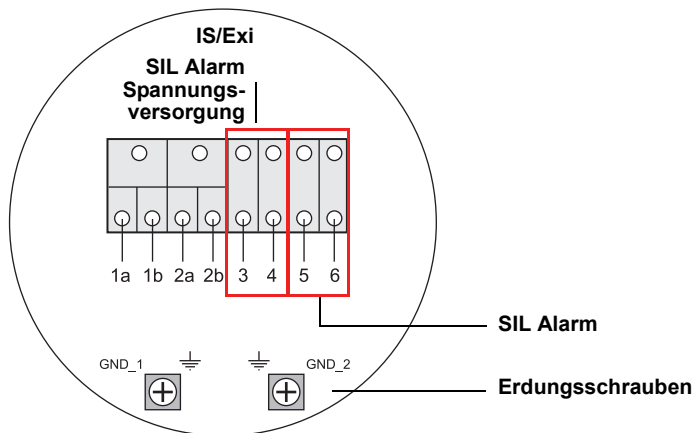 IS/Exi
SIL Alarm
Spannungs-
versorgung
1a 1b 2a 2b 3 4 5 6
SIL Alarm
GND_1 GND_2
Erdungsschrauben